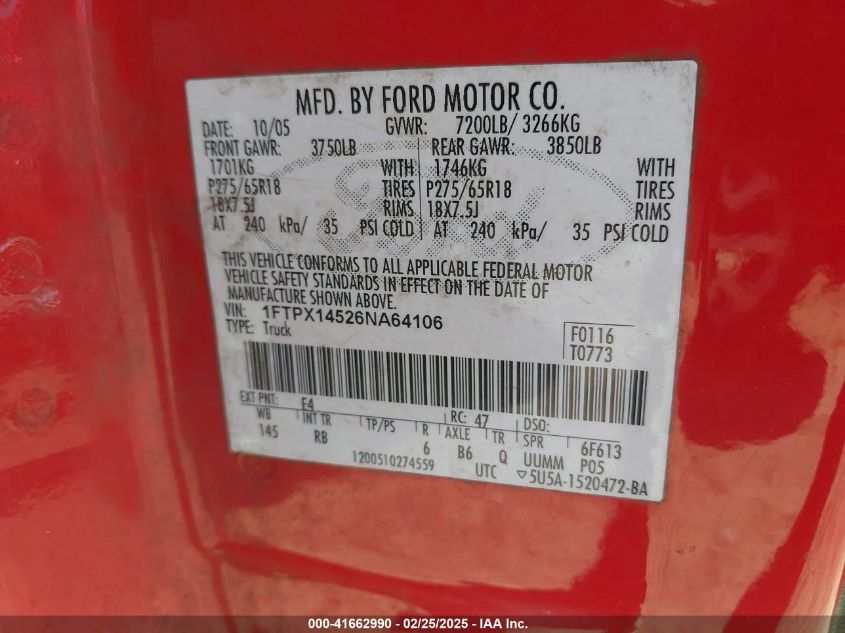 MFD. BY FORD MOTOR CO.
DATE: 10/05 GVWR: 7200LB/ 3266KG
FRONT GAWR: 3750LB REAR GAWR: 3850LB
1701KG WITH 1746KG WITH
P275/65R18 TIRES P275/65R18 TIRES
18X7.5J RIMS 18X7.5J RIMS
AT 240 kPa/ 35 PSI COLD AT 240 kPa/ 35 PSI COLD
THIS VEHICLE CONFORMS TO ALL APPLICABLE FEDERAL MOTOR
VEHICLE SAFETY STANDARDS IN EFFECT ON THE DATE OF
MANUFACTURE SHOWN ABOVE.
VIN: 1FTPX14526NA64106
TYPE: Truck
F0116
T0773
EXT PNT: E4 RC: 47 DSO:
WB INT TR TP/PS R AXLE TR SPR 6F613
145 RB 6 B6 Q UUMM P05
1200510274559 UTC ▽5U5A-1520472-BA
000-41662990 - 02/25/2025 - IAA Inc.